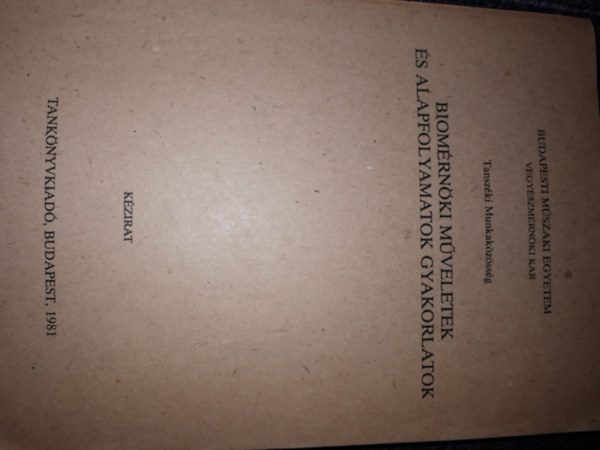 BUDAPESTI MŰSZAKI EGYETEM
VEGYÉSZMÉRNÖKI KAR
Tanszéki Munkaközösség
BIOMÉRNÖKI MŰVELETEK
ÉS ALAPFOLYAMATOK GYAKORLATOK
KÉZIRAT
TANKÖNYVKIADÓ, BUDAPEST, 1981